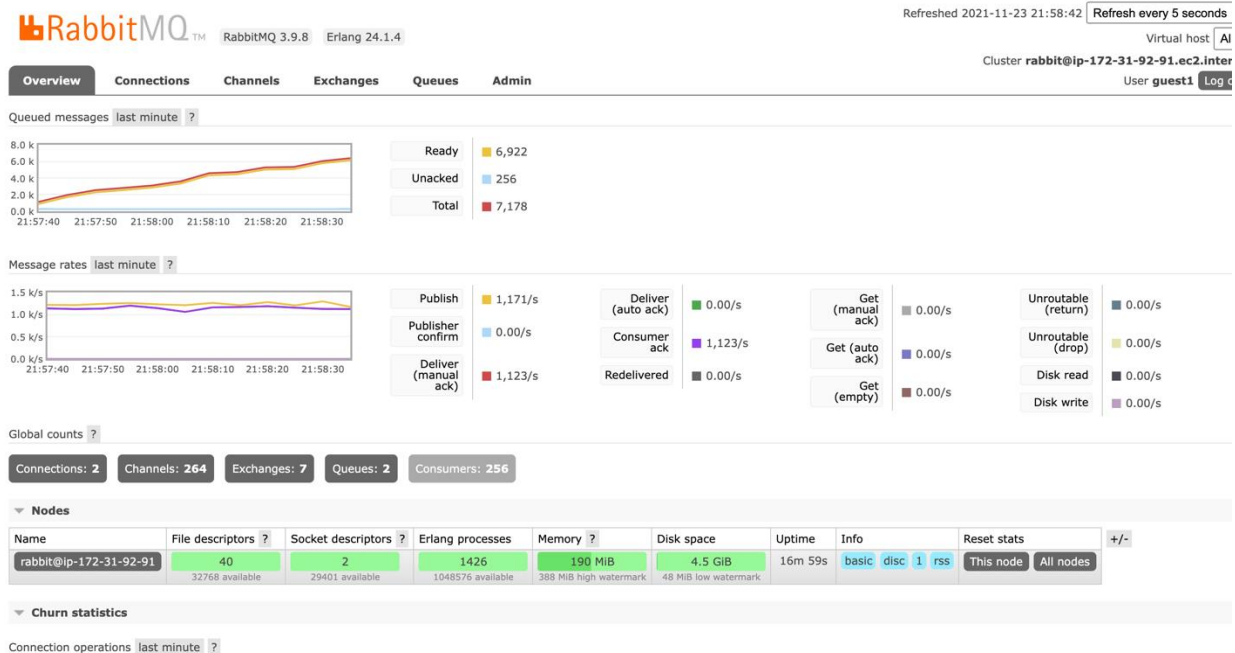 Refreshed 2021-11-23 21:58:42 Refresh every 5 seconds
RabbitMQ TM RabbitMQ 3.9.8 Erlang 24.1.4
Virtual host Al
Cluster rabbit@ip-172-31-92-91.ec2.inter
User guest1 Log
Overview Connections Channels Exchanges Queues Admin
Queued messages last minute ?
8.0 k
6.0 k
4.0 k
2.0 k
0.0 k
21:57:40 21:57:50 21:58:00 21:58:10 21:58:20 21:58:30
Ready 6,922
Unacked 256
Total 7,178
Message rates last minute ?
1.5 k/s
1.0 k/s
0.5 k/s
0.0 k/s
21:57:40 21:57:50 21:58:00 21:58:10 21:58:20 21:58:30
Publish 1,171/s
Publisher
confirm 0.00/s
Deliver
(manual
ack) 1,123/s
Deliver
(auto ack) 0.00/s
Consumer
ack 1,123/s
Redelivered 0.00/s
Get
(manual
ack) 0.00/s
Get (auto
ack) 0.00/s
Get
(empty) 0.00/s
Unroutable
(return) 0.00/s
Unroutable
(drop) 0.00/s
Disk read 0.00/s
Disk write 0.00/s
Global counts ?
Connections: 2 Channels: 264 Exchanges: 7 Queues: 2 Consumers: 256
Nodes
Name File descriptors ? Socket descriptors ? Erlang processes Memory ? Disk space Uptime Info Reset stats +/-
rabbit@ip-172-31-92-91 40 2 1426 190 MiB 4.5 GiB 16m 59s basic disc 1 rss This node All nodes
32768 available 29401 available 1048576 available 388 MiB high watermark 48 MiB low watermark
Churn statistics
Connection operations last minute ?